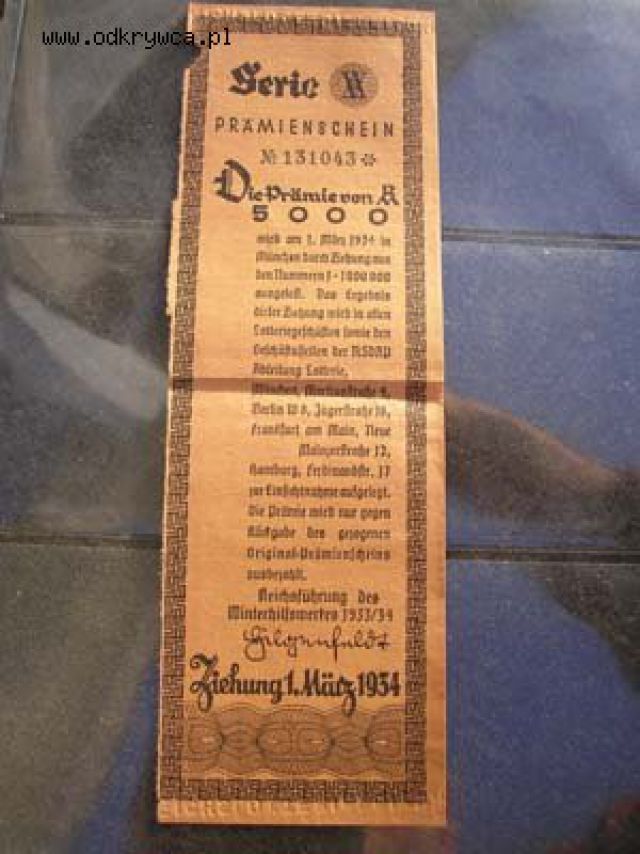 www.odkrywca.pl
Serie
PRÄMIENSCHEIN
№ 131043
Die Prämie von RM
5000
wird am 1. März 1934 in
München durch Ziehung aus
den Nummern 1-1000000
ausgelost. Das Ergebnis
dieser Ziehung wird in allen
Lotteriegeschäften sowie den
Geschäftsstellen der NSDAP
Abteilung Lotterie,
München,
Berlin W 8, Jägerstraße 18,
Frankfurt am Main, Neue
Mainzerstraße 12,
Hamburg, Ferdinandstr. 17
zur Einsichtnahme aufgelegt.
Die Prämie wird nur gegen
Rückgabe des gezogenen
Original-Prämienscheins
ausbezahlt.
Reichsführung des
Winterhilfswerkes 1933/34
Hilgenfeldt
Ziehung 1. März 1934